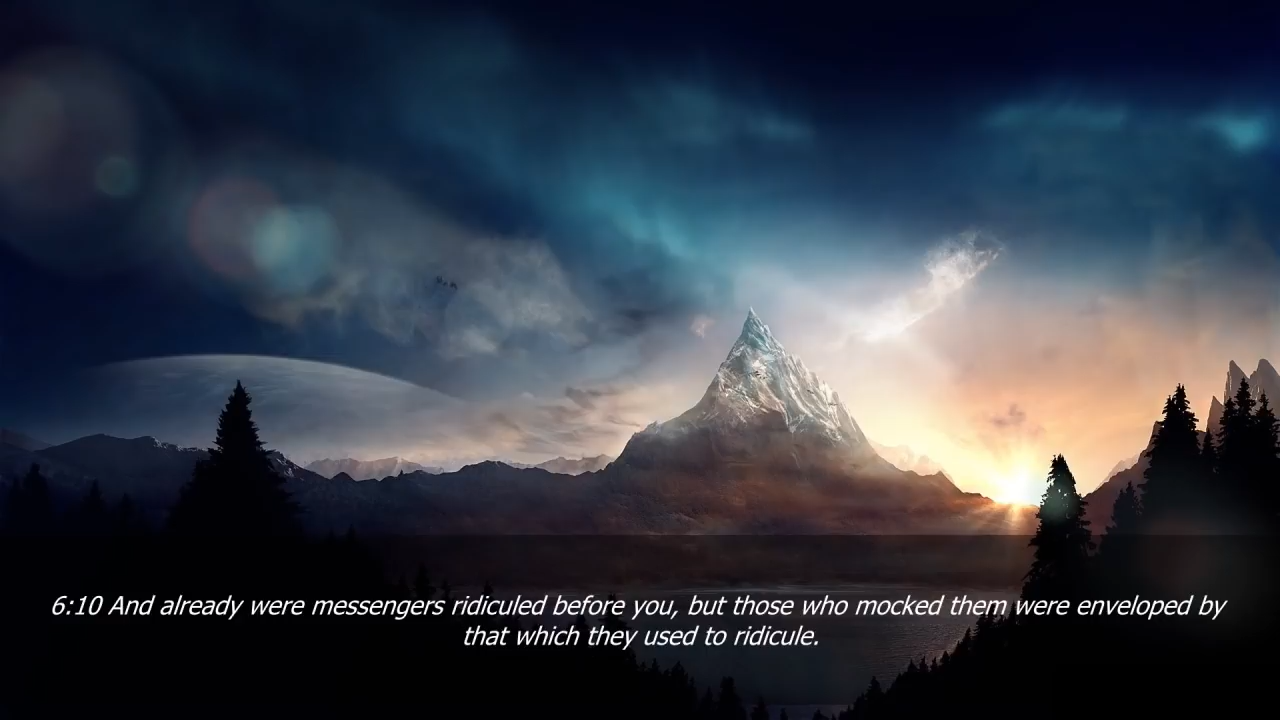 6:10 And already were messengers ridiculed before you, but those who mocked them were enveloped by
that which they used to ridicule.